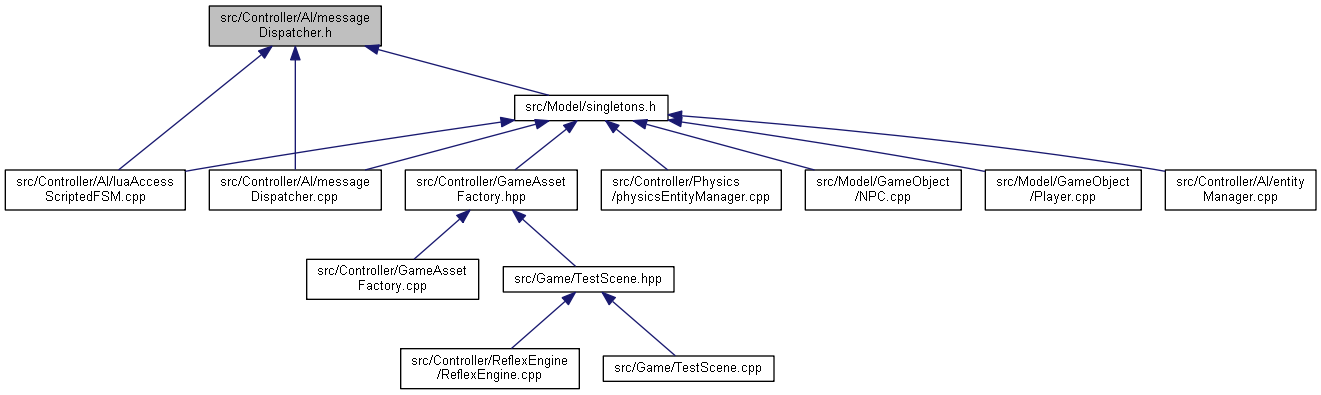 src/Controller/AI/message
Dispatcher.h
src/Model/singletons.h
src/Controller/AI/luaAccess
ScriptedFSM.cpp
src/Controller/AI/message
Dispatcher.cpp
src/Controller/GameAsset
Factory.hpp
src/Controller/Physics
/physicsEntityManager.cpp
src/Model/GameObject
/NPC.cpp
src/Model/GameObject
/Player.cpp
src/Controller/AI/entity
Manager.cpp
src/Controller/GameAsset
Factory.cpp
src/Game/TestScene.hpp
src/Controller/ReflexEngine
/ReflexEngine.cpp
src/Game/TestScene.cpp